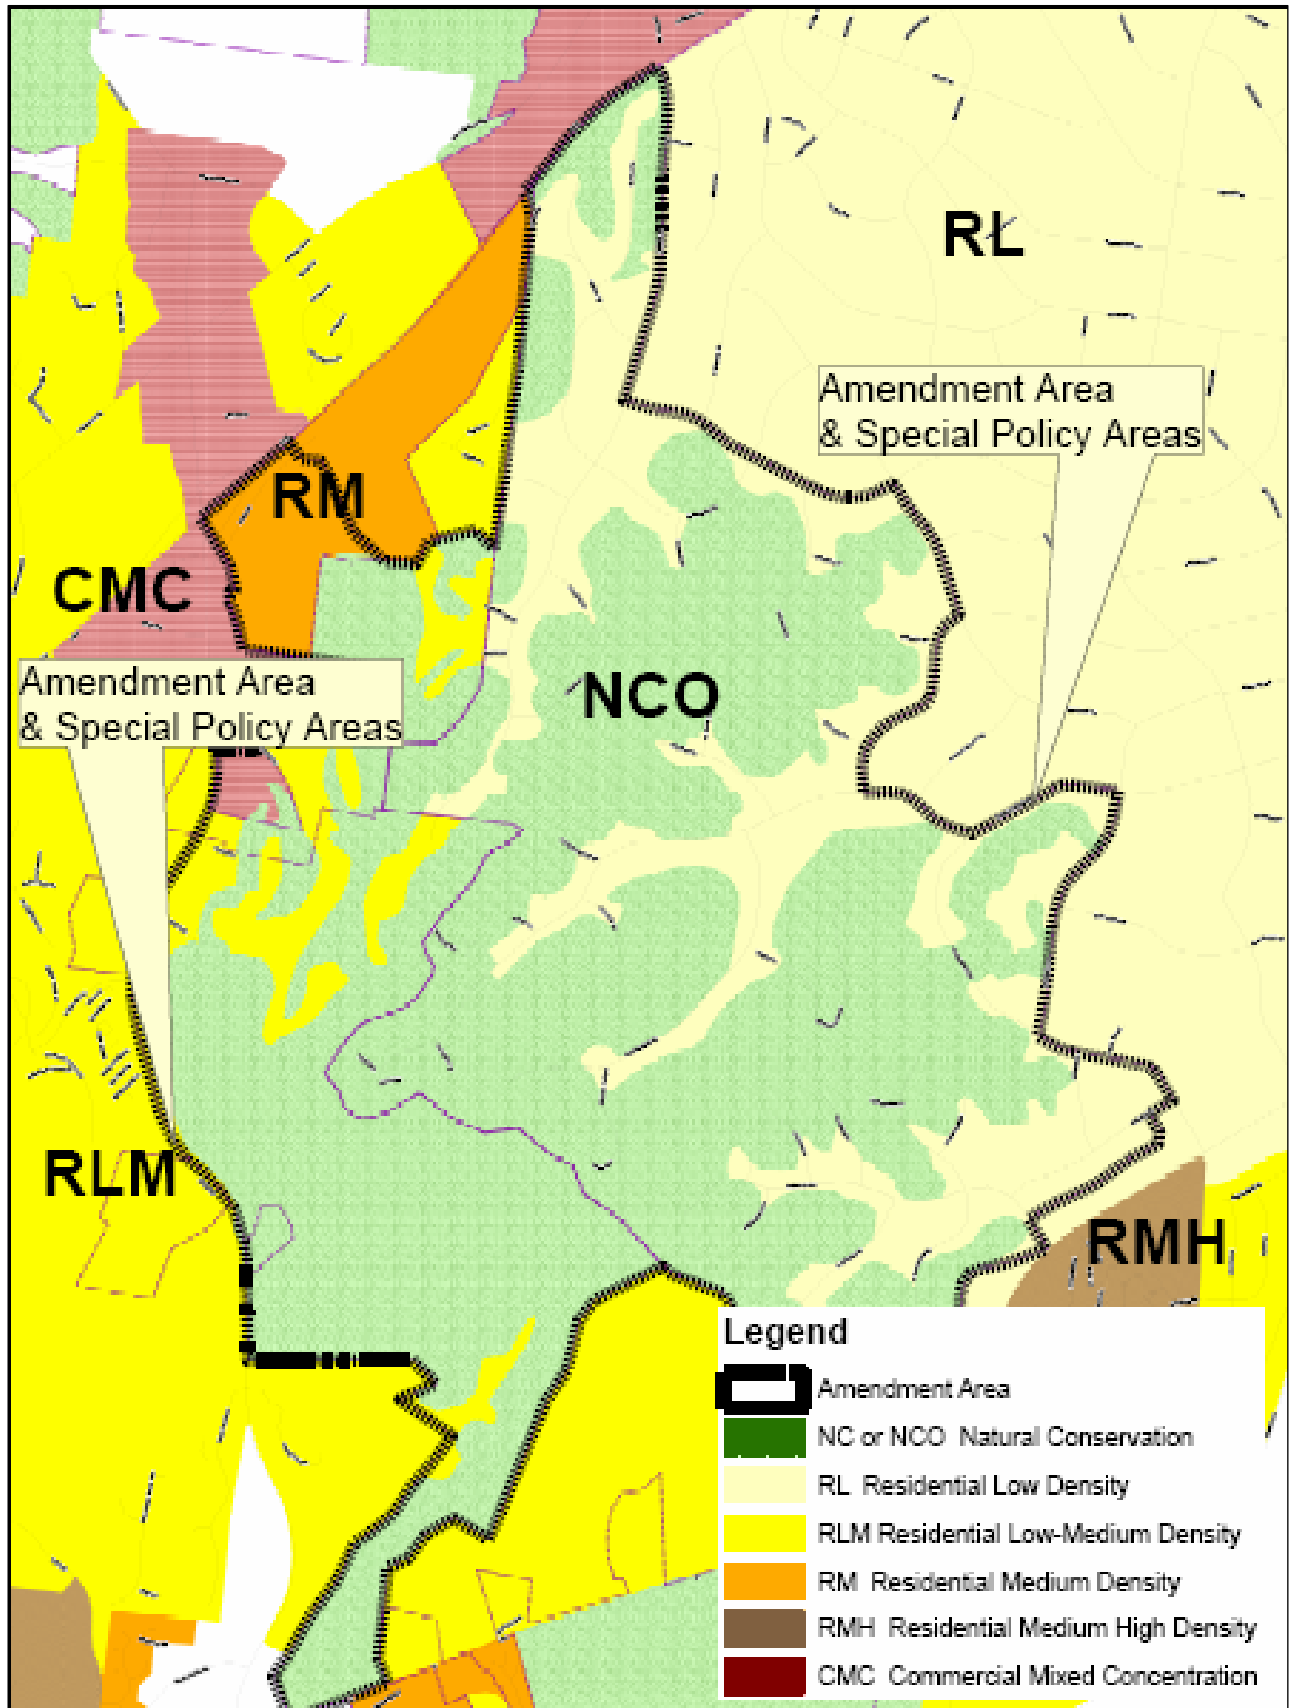 RL
Amendment Area
& Special Policy Areas
RM
CMC
Amendment Area
& Special Policy Areas
NCO
RLM
RMH
Legend
Amendment Area
NC or NCO Natural Conservation
RL Residential Low Density
RLM Residential Low-Medium Density
RM Residential Medium Density
RMH Residential Medium High Density
CMC Commercial Mixed Concentration